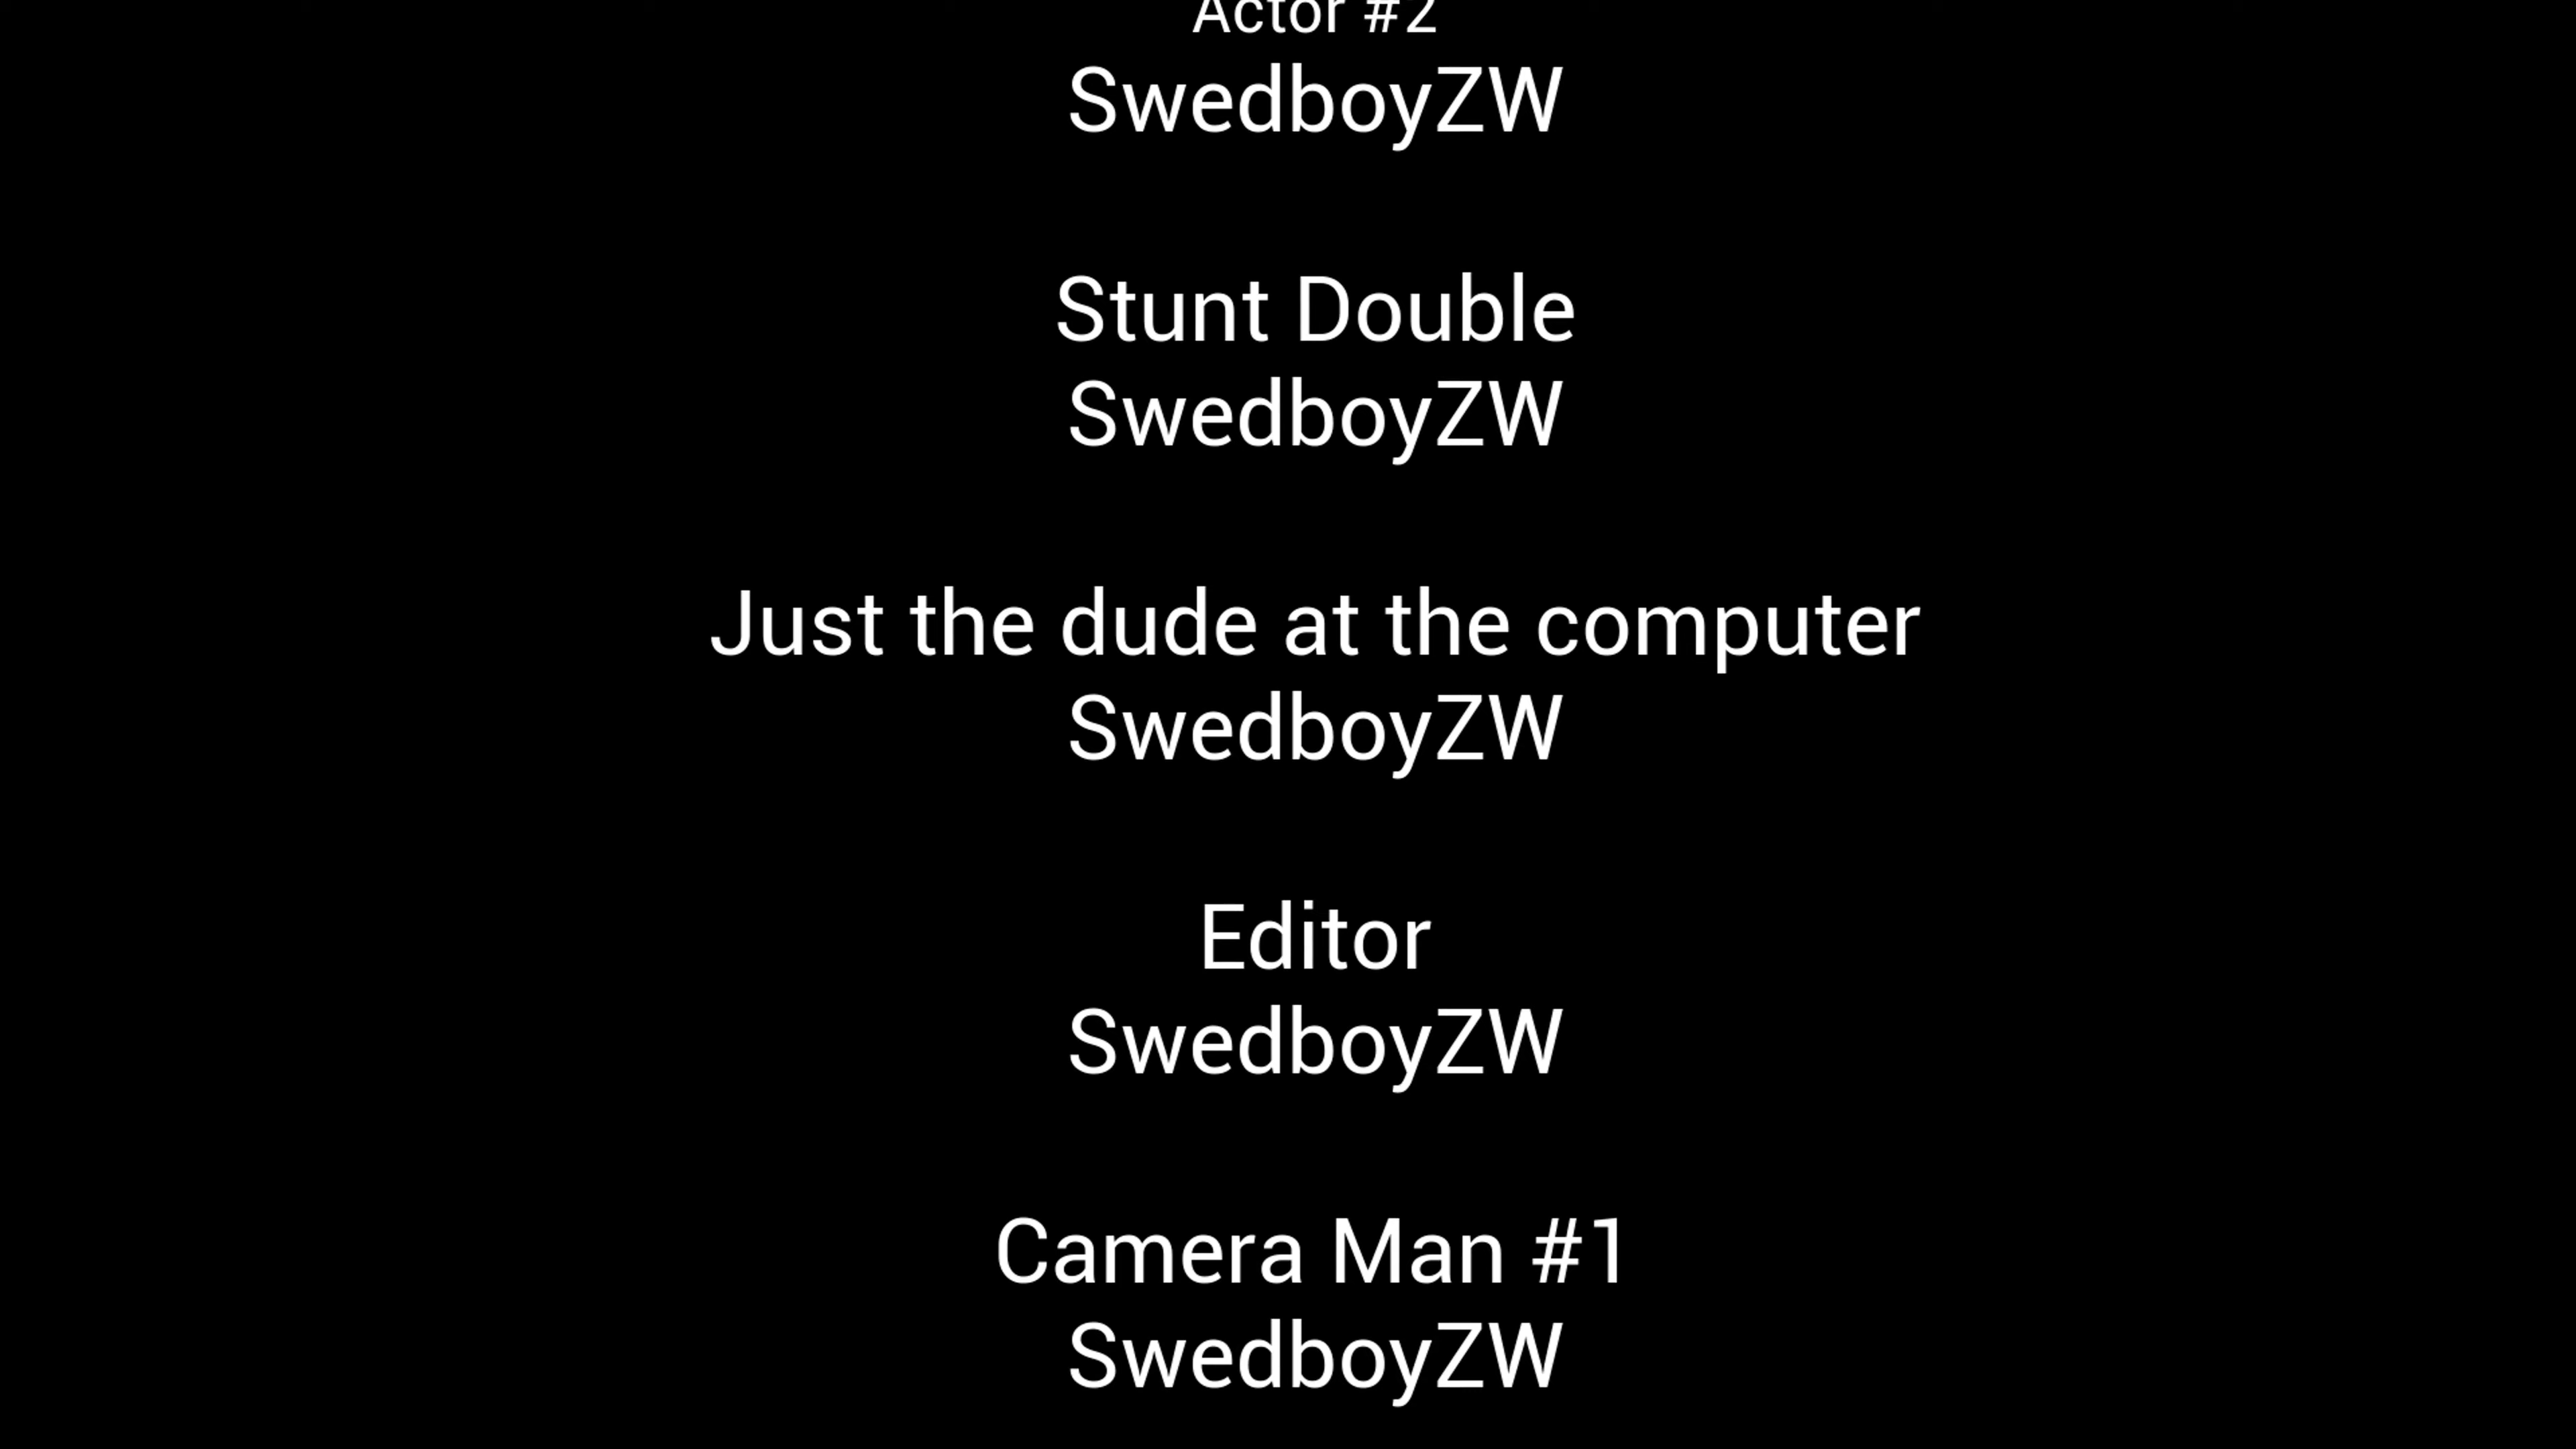 Actor #2
SwedboyZW
Stunt Double
SwedboyZW
Just the dude at the computer
SwedboyZW
Editor
SwedboyZW
Camera Man #1
SwedboyZW